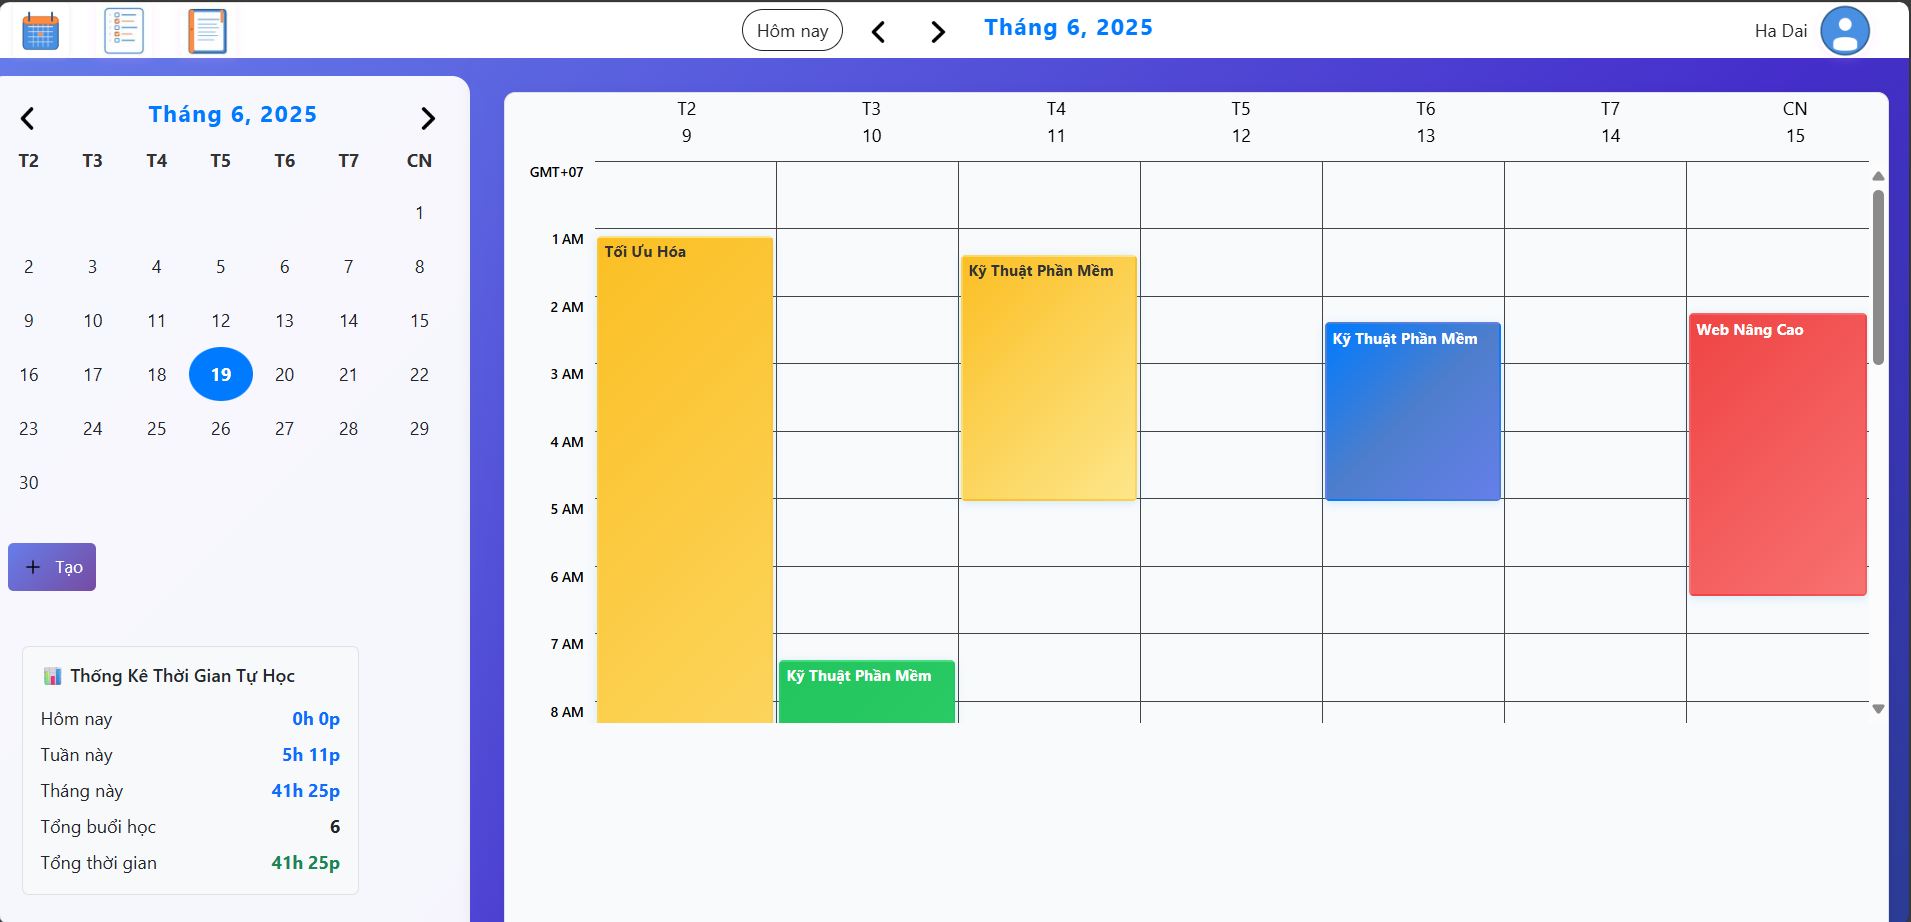 Hôm nay
Tháng 6, 2025
Ha Dai
Tháng 6, 2025
T2 T3 T4 T5 T6 T7 CN
1
2 3 4 5 6 7 8
9 10 11 12 13 14 15
16 17 18 19 20 21 22
23 24 25 26 27 28 29
30
+ Tạo
Thống Kê Thời Gian Tự Học
Hôm nay 0h 0p
Tuần này 5h 11p
Tháng này 41h 25p
Tổng buổi học 6
Tổng thời gian 41h 25p
T2 T3 T4 T5 T6 T7 CN
9 10 11 12 13 14 15
GMT+07
1 AM
Tối Ưu Hóa
Kỹ Thuật Phần Mềm
2 AM
Web Nâng Cao
Kỹ Thuật Phần Mềm
3 AM
4 AM
5 AM
6 AM
7 AM
Kỹ Thuật Phần Mềm
8 AM